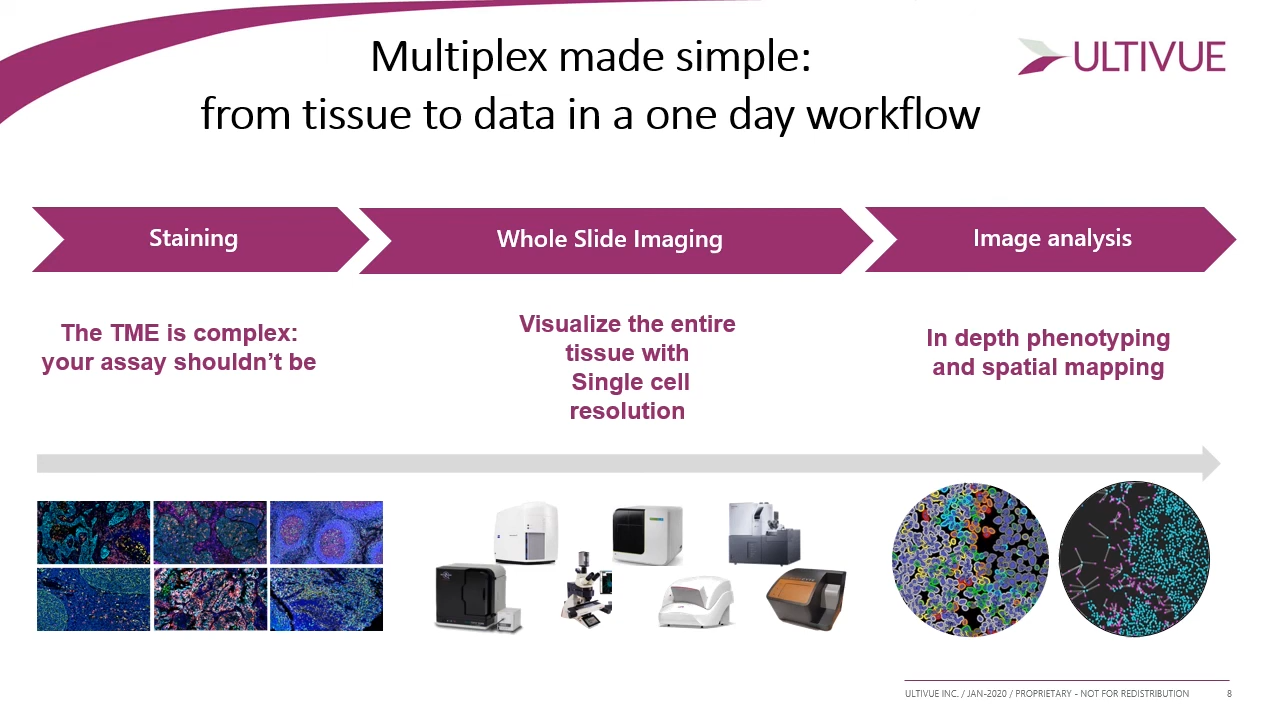 Multiplex made simple:
from tissue to data in a one day workflow
ULTIVUE
Staining
Whole Slide Imaging
Image analysis
The TME is complex:
your assay shouldn’t be
Visualize the entire
tissue with
Single cell
resolution
In depth phenotyping
and spatial mapping
ULTIVUE INC. / JAN-2020 / PROPRIETARY - NOT FOR REDISTRIBUTION
8